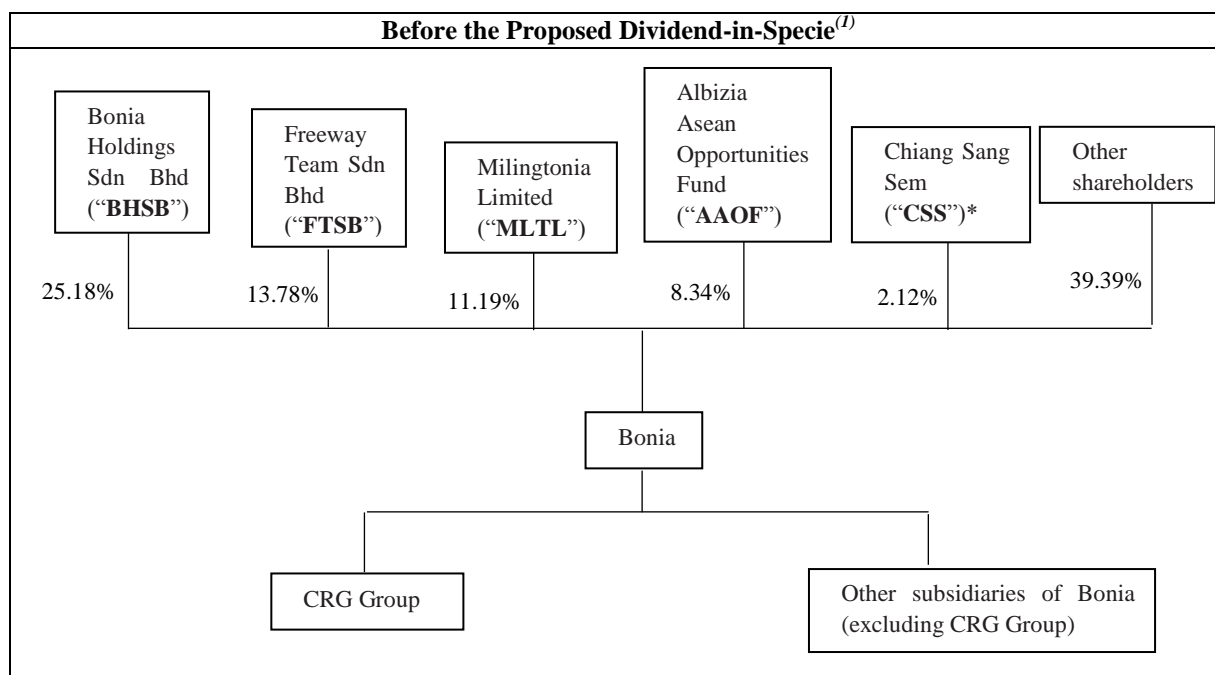 Before the Proposed Dividend-in-Specie(1)
Bonia
Holdings
Sdn Bhd
(“BHSB”)
Freeway
Team Sdn
Bhd
(“FTSB”)
Milingtonia
Limited
(“MLTL”)
Albizia
Asean
Opportunities
Fund
(“AAOF”)
Chiang Sang
Sem
(“CSS”)*
Other
shareholders
25.18%
13.78%
11.19%
8.34%
2.12%
39.39%
Bonia
CRG Group
Other subsidiaries of Bonia
(excluding CRG Group)